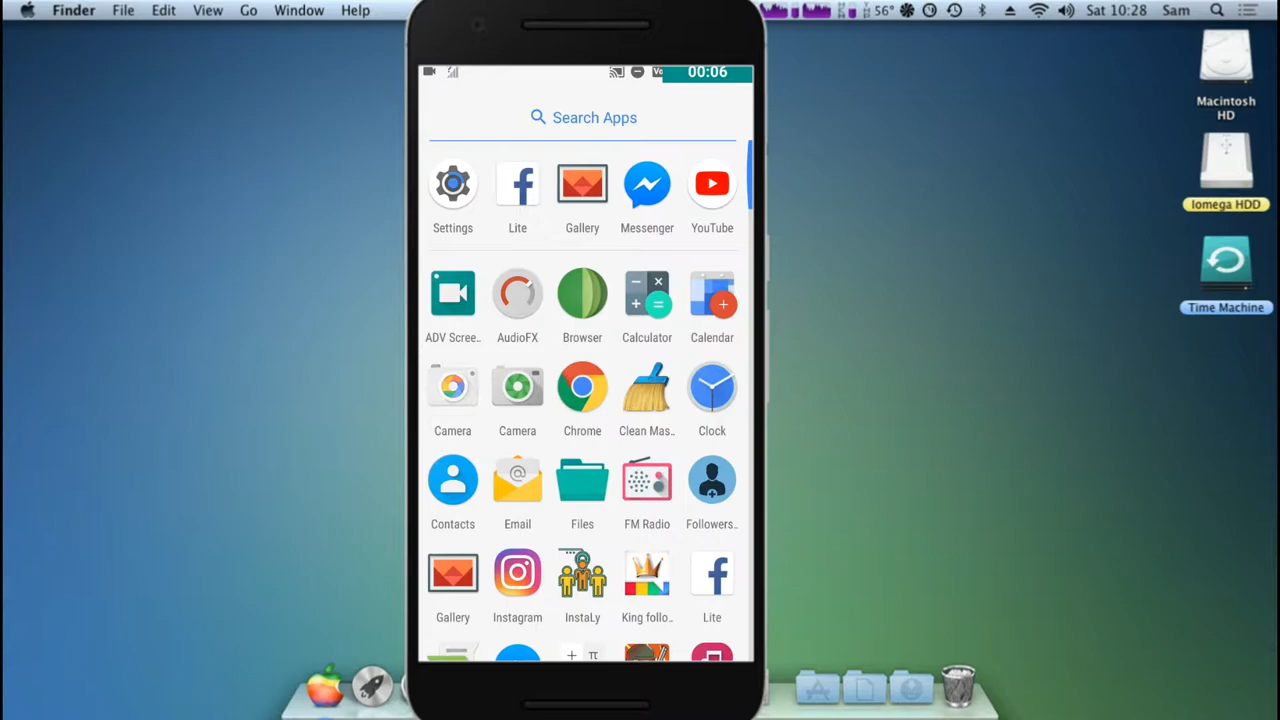 Finder File Edit View Go Window Help 56° Sat 10:28 Sam
00:06
Search Apps
Settings Lite Gallery Messenger YouTube
ADV Scree.. AudioFX Browser Calculator Calendar
Camera Camera Chrome Clean Mas.. Clock
Contacts Email Files FM Radio Followers..
Gallery Instagram InstaLy King follo.. Lite
Macintosh
HD
Iomega HDD
Time Machine